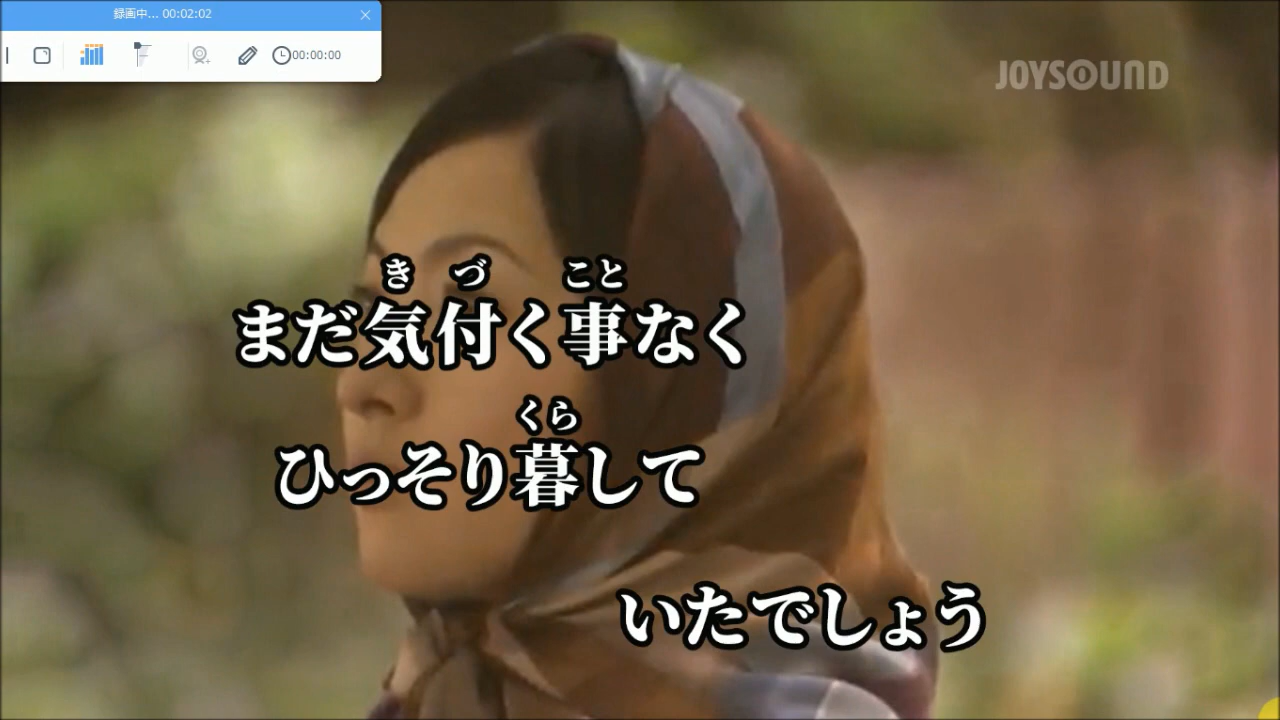 録画中... 00:02:02
00:00:00
JOYSOUND
き づ こと
まだ気付く事なく
くら
ひっそり暮して
いたでしょう